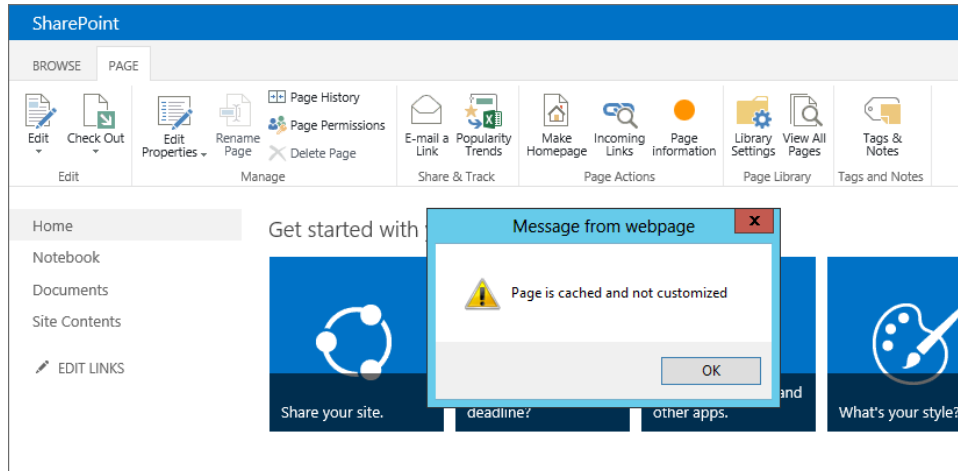 SharePoint
BROWSE PAGE
Page History
Page Permissions
Delete Page
Edit
Check Out
Edit
Properties
Rename
Page
E-mail a
Link
Popularity
Trends
Make
Homepage
Incoming
Links
Page
information
Library
Settings
View All
Pages
Tags &
Notes
Edit
Manage
Share & Track
Page Actions
Page Library
Tags and Notes
Home
Notebook
Documents
Site Contents
EDIT LINKS
Get started with
Message from webpage
x
Page is cached and not customized
OK
Share your site.
deadline?
and
other apps.
What's your style?